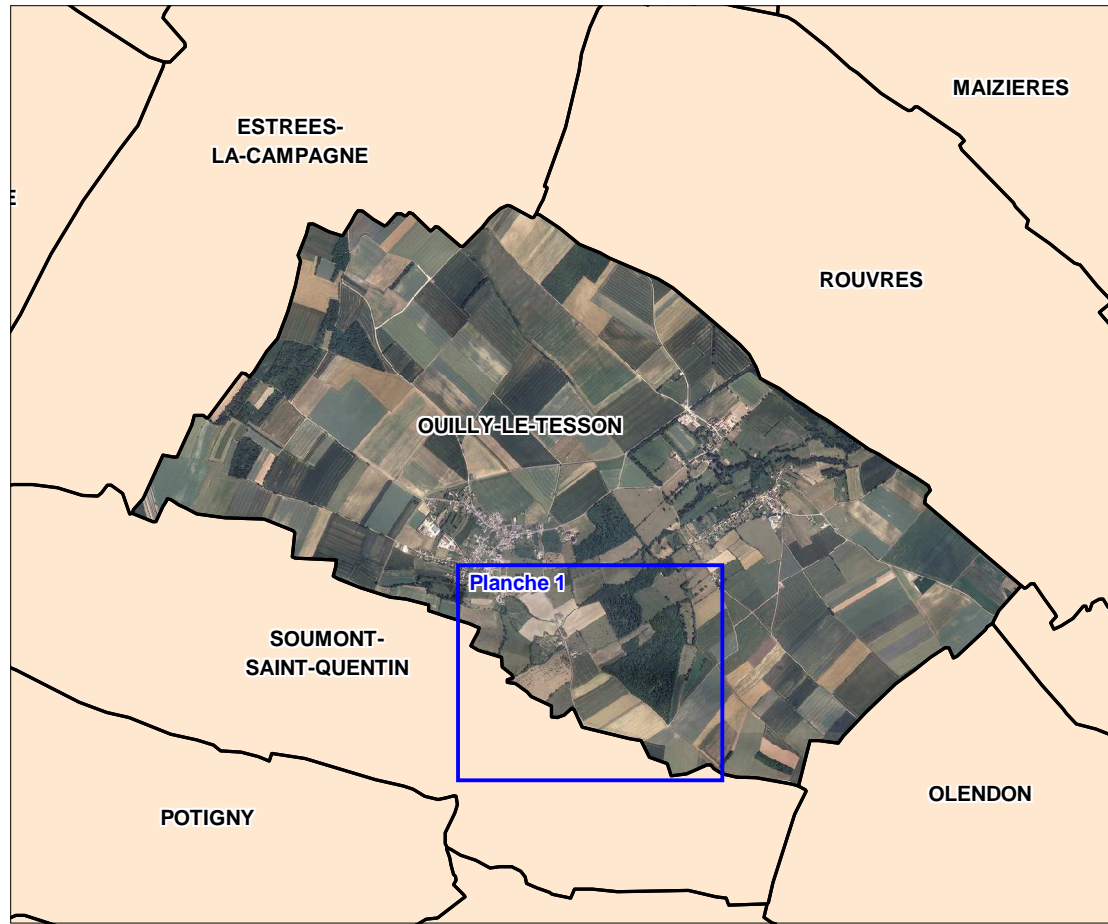 MAIZIERES
ESTREES-
LA-CAMPAGNE
E
ROUVRES
OUILLY-LE-TESSON
Planche 1
SOUMONT-
SAINT-QUENTIN
OLENDON
POTIGNY